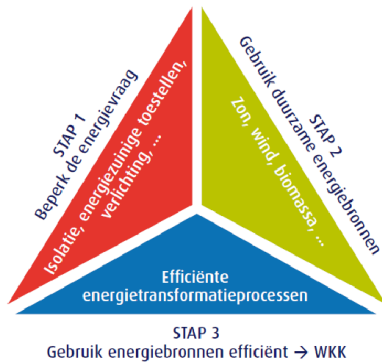 STAP 1
Beperk de energievraag
Isolatie, energiezuinige toestellen,
verlichting, ...
STAP 2
Gebruik duurzame energiebronnen
Zon, wind, biomassa, ...
Efficiënte
energietransformatieprocessen
STAP 3
Gebruik energiebronnen efficiënt → WKK